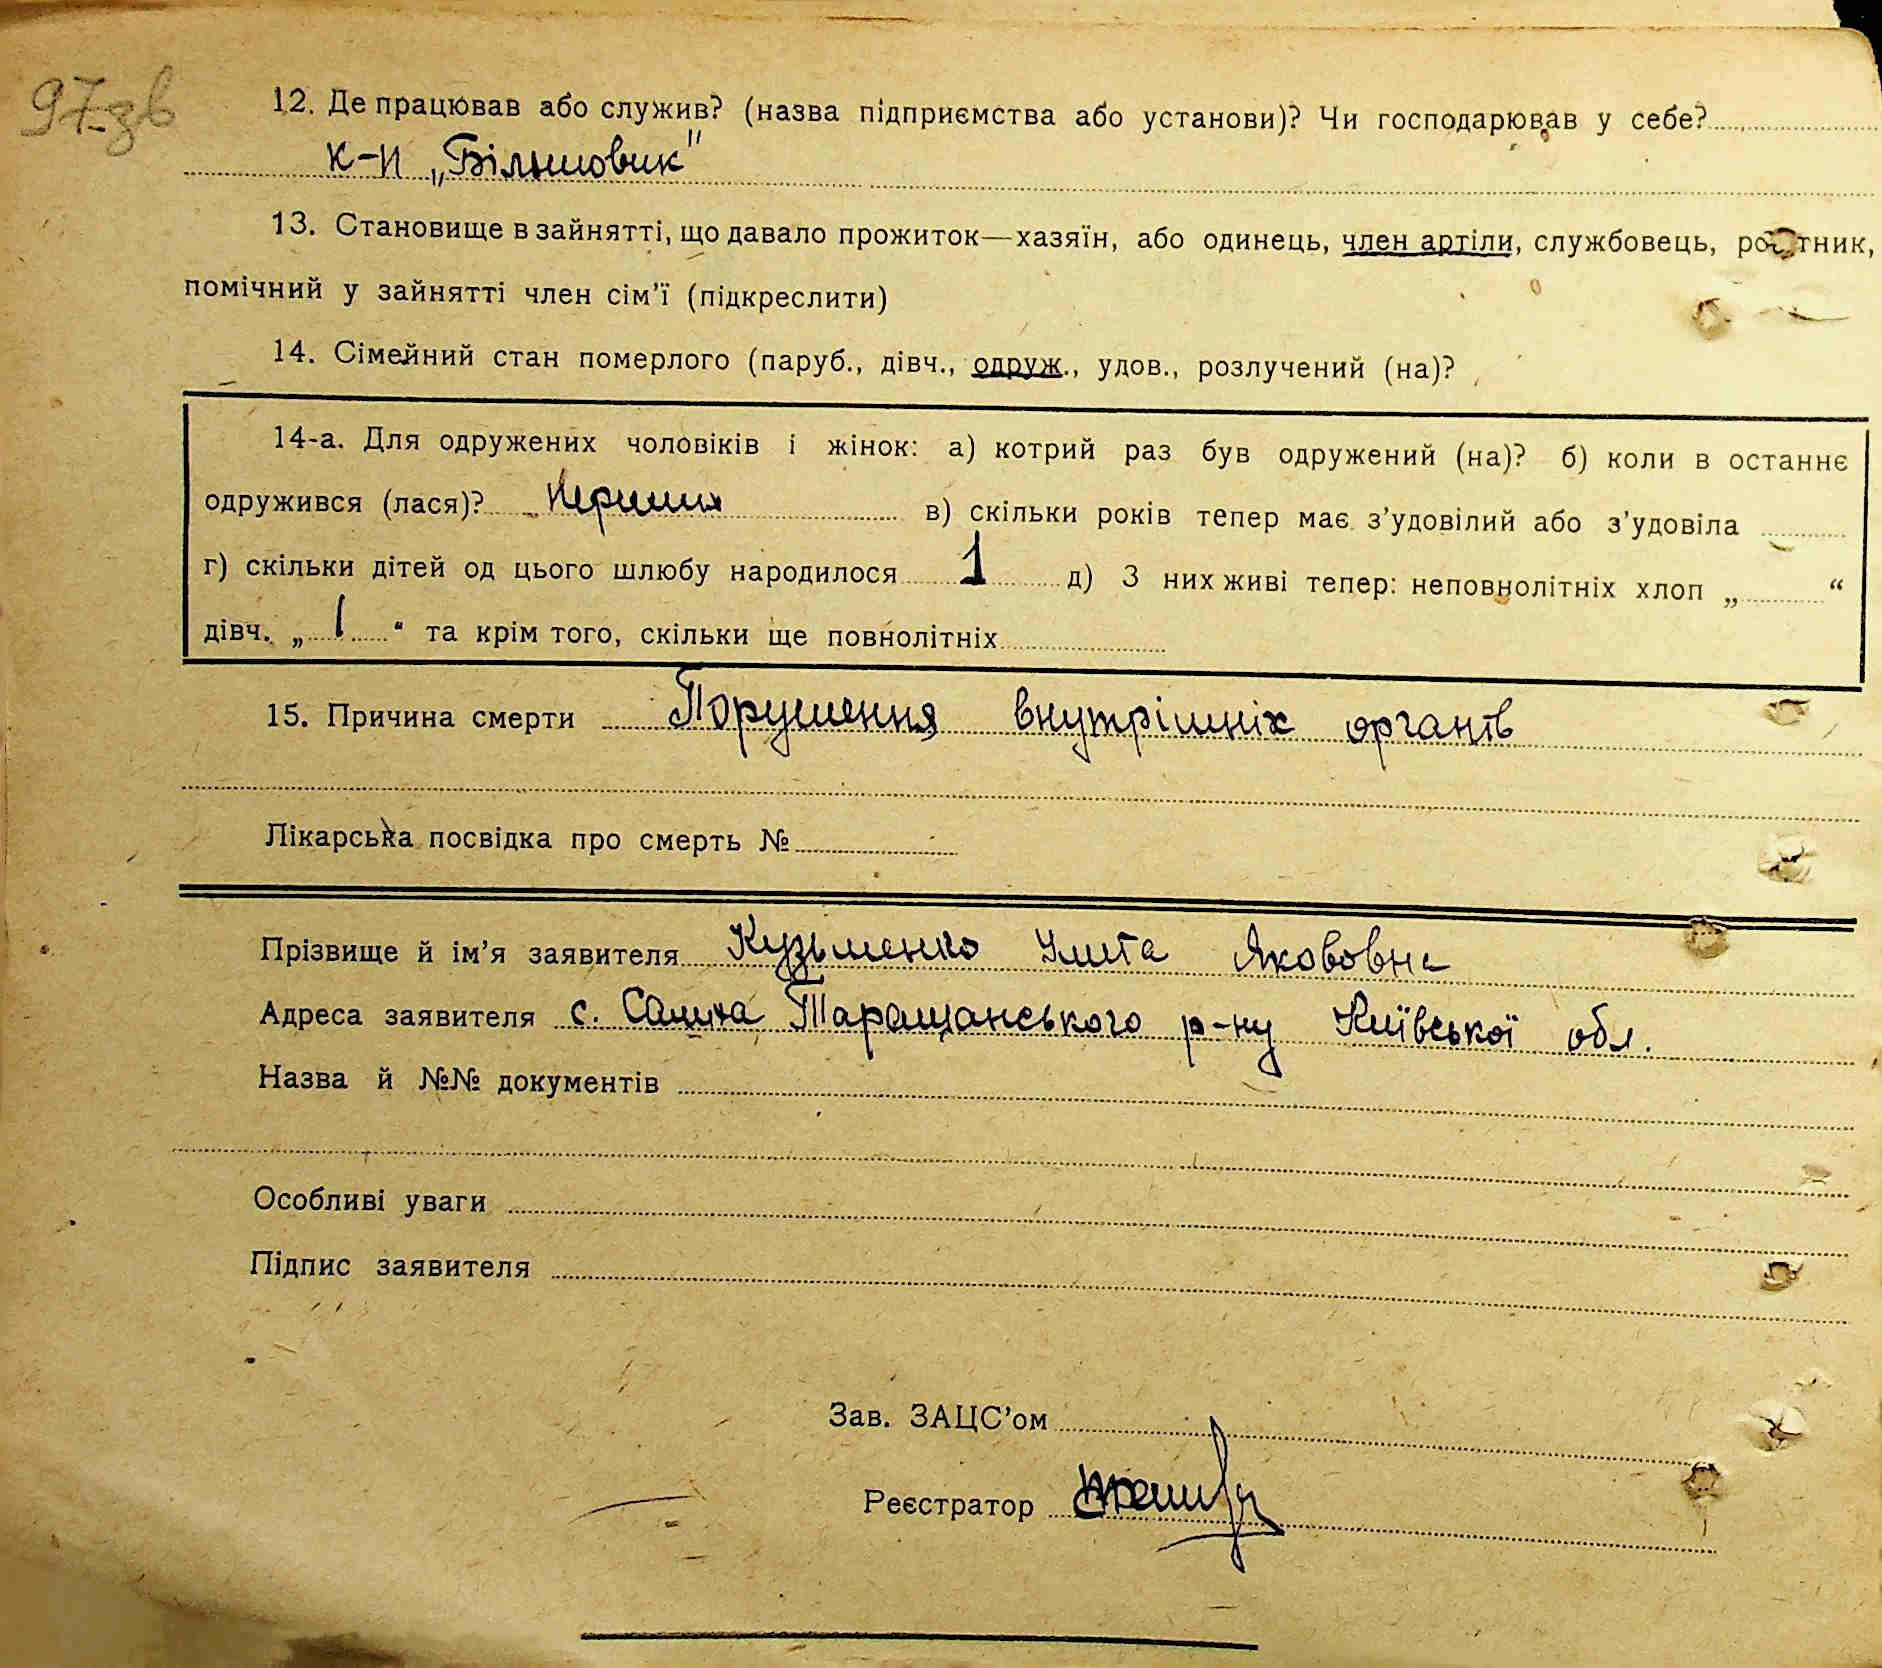 97-зв
12. Де працював або служив? (назва підприємства або установи)? Чи господарював у себе?
к-п „Більшовик"
13. Становище в зайнятті, що давало прожиток—хазяїн, або одинець, член артіли, службовець, робітник,
помічний у зайнятті член сім'ї (підкреслити)
14. Сімейний стан померлого (паруб., дівч., одруж., удов., розлучений (на)?
14-а. Для одружених чоловіків і жінок: а) котрий раз був одружений (на)? б) коли в останнє
одружився (лася)? перший в) скільки років тепер має з'удовілий або з'удовіла
г) скільки дітей од цього шлюбу народилося 1 д) З них живі тепер: неповнолітніх хлоп „ “
дівч. „ 1 “ та крім того, скільки ще повнолітніх
15. Причина смерти Порушення внутрішніх органів
Лікарська посвідка про смерть №
Прізвище й ім'я заявителя Кузьменко Уліта Якововна
Адреса заявителя с. Салиха Таращанського р-ну Київської обл.
Назва й №№ документів
Особливі уваги
Підпис заявителя
Зав. ЗАЦС'ом
Реєстратор